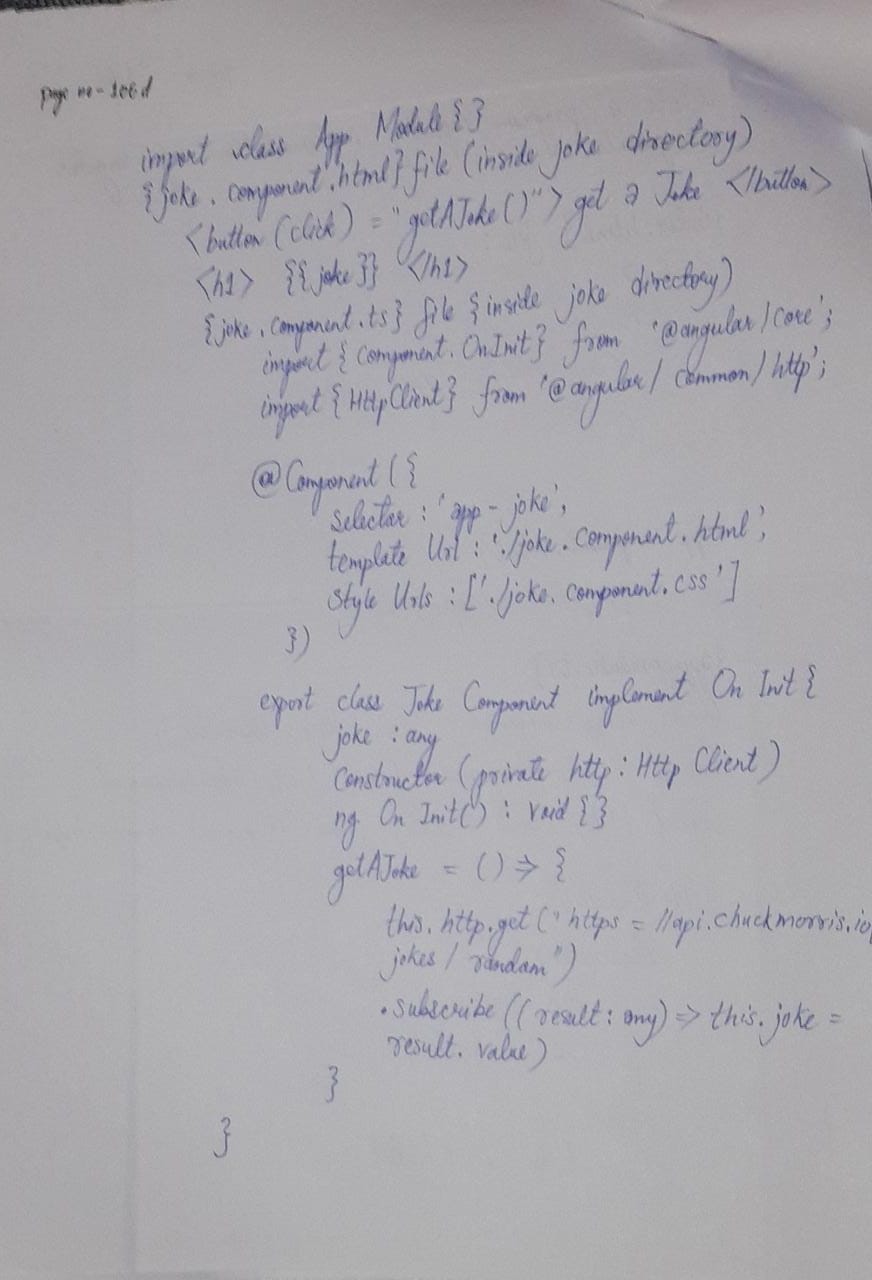 page no - 106d
import class App Module {}
{joke . component .html} file (inside joke directory)
<button (click) = "getAJoke()"> get a Joke </button>
<h1> {{joke}} </h1>
{joke . component .ts} file {inside joke directory)
import { Component. OnInit} from '@angular/core';
import { HttpClient} from '@angular/ common/ http';
@ Component ({
selector : 'app - joke',
template Url : './joke . component. html',
Style Urls : ['./joke. component. css']
})
export class Joke Component implement On Init {
joke : any
Constructor (private http : Http Client)
ng On Init() : void {}
getAJoke = () => {
this. http.get (" https = //api.chucknorris.io
jokes / random")
.subscribe ((result : any) => this. joke =
result. value)
}
}